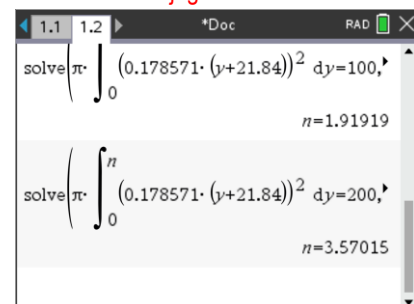 1.1 1.2 *Doc RAD
solve(π·∫₀ (0.178571·(y+21.84))² dy=100,
n=1.91919
solve(π·∫₀ⁿ (0.178571·(y+21.84))² dy=200,
n=3.57015